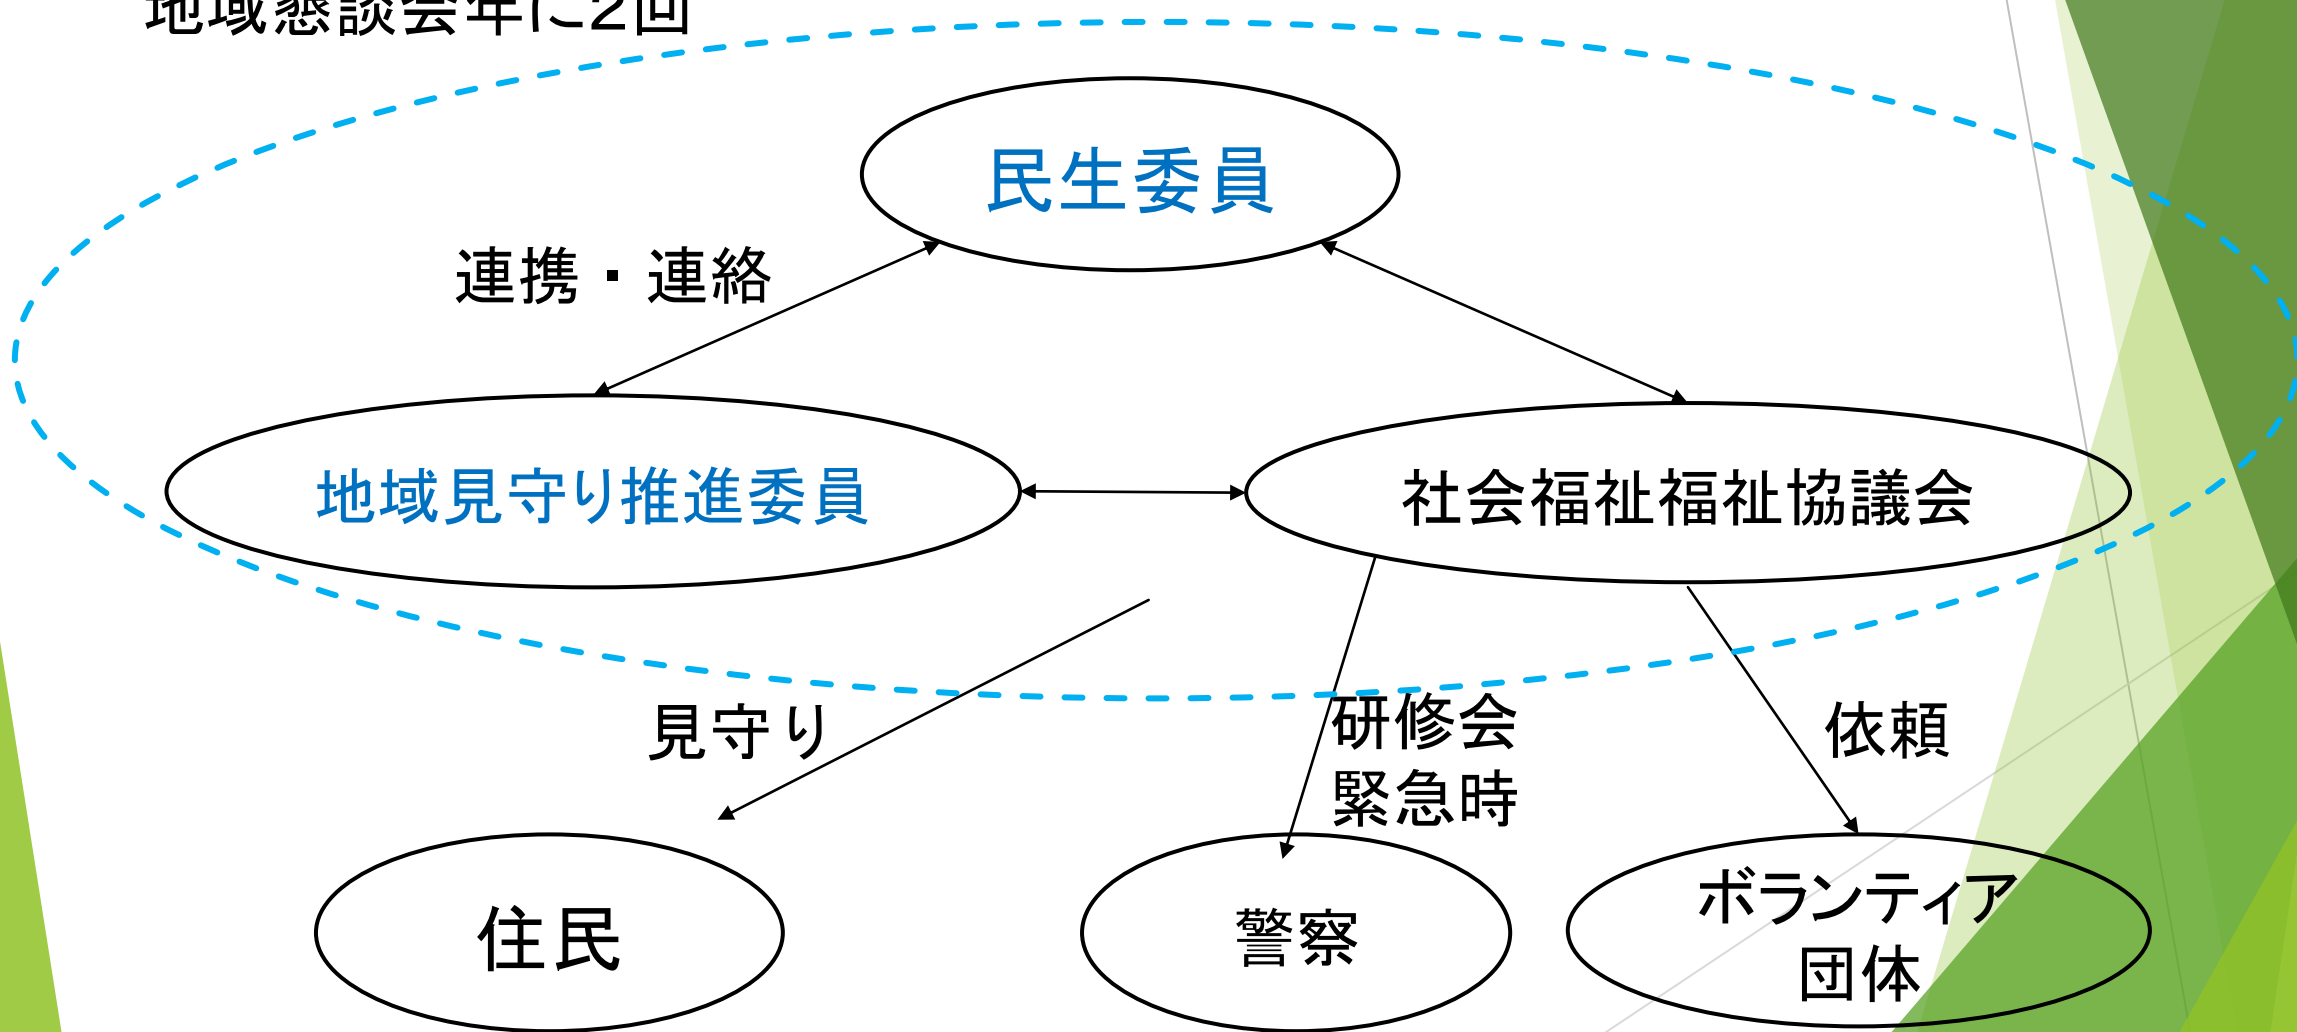 地域懇談会年に2回
民生委員
連携・連絡
地域見守り推進委員
社会福祉福祉協議会
見守り
研修会
緊急時
依頼
住民
警察
ボランティア
団体